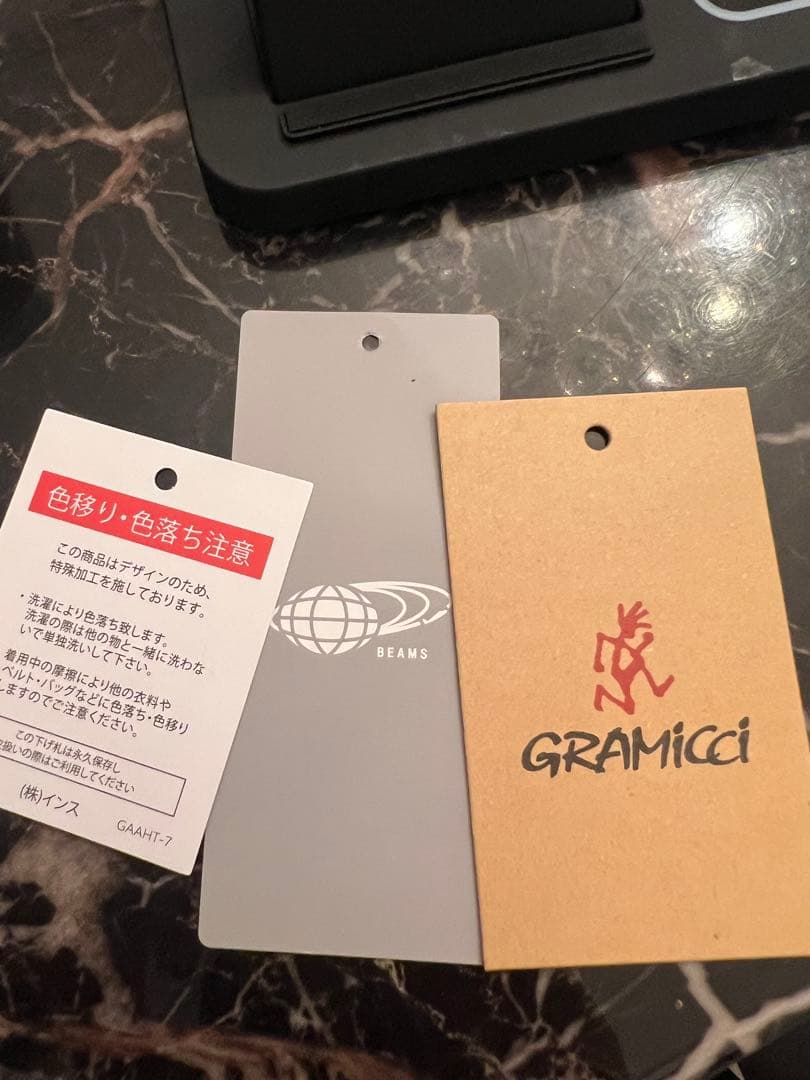 色移り・色落ち注意
この商品はデザインのため、
特殊加工を施しております。
・洗濯により色落ち致します。
洗濯の際は他の物と一緒に洗わな
いで単独洗いして下さい。
着用中の摩擦により他の衣料や
ベルト・バッグなどに色落ち・色移り
しますのでご注意ください。
この下げ札は永久保存し
取扱いの際はご利用してください
(株)インス
GAAHT-7
BEAMS
GRAMiCCi